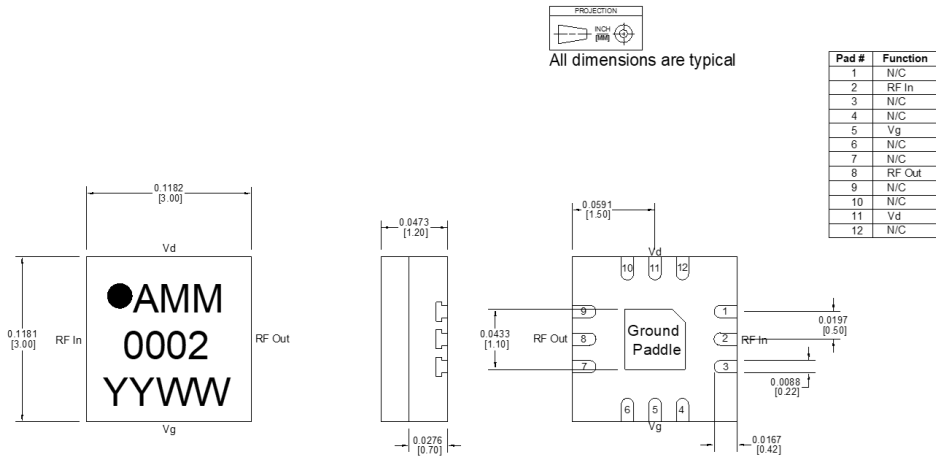 PROJECTION
INCH
[MM]
All dimensions are typical
Pad # Function
1 N/C
2 RF In
3 N/C
4 N/C
5 Vg
6 N/C
7 N/C
8 RF Out
9 N/C
10 N/C
11 Vd
12 N/C
0.1182
[3.00]
Vd
0.1181
[3.00]
RF In
AMM
0002
YYWW
RF Out
Vg
0.0473
[1.20]
0.0276
[0.70]
0.0591
[1.50]
Vd
10 11 12
0.0433
[1.10]
RF Out
9
8
7
Ground
Paddle
1
2
3
RF In
0.0197
[0.50]
0.0088
[0.22]
6 5 4
Vg
0.0167
[0.42]